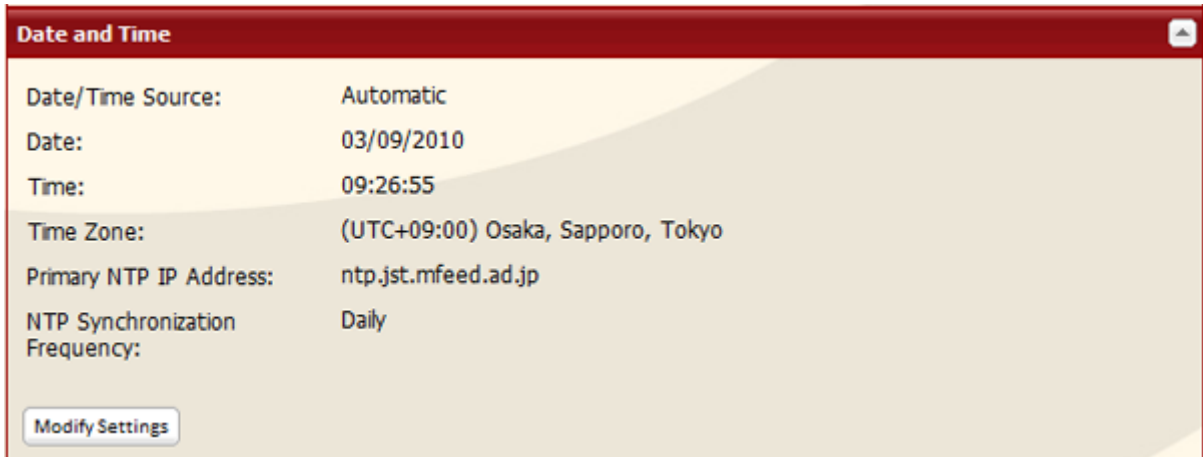 Date and Time
Date/Time Source: Automatic
Date: 03/09/2010
Time: 09:26:55
Time Zone: (UTC+09:00) Osaka, Sapporo, Tokyo
Primary NTP IP Address: ntp.jst.mfeed.ad.jp
NTP Synchronization Daily
Frequency:
Modify Settings